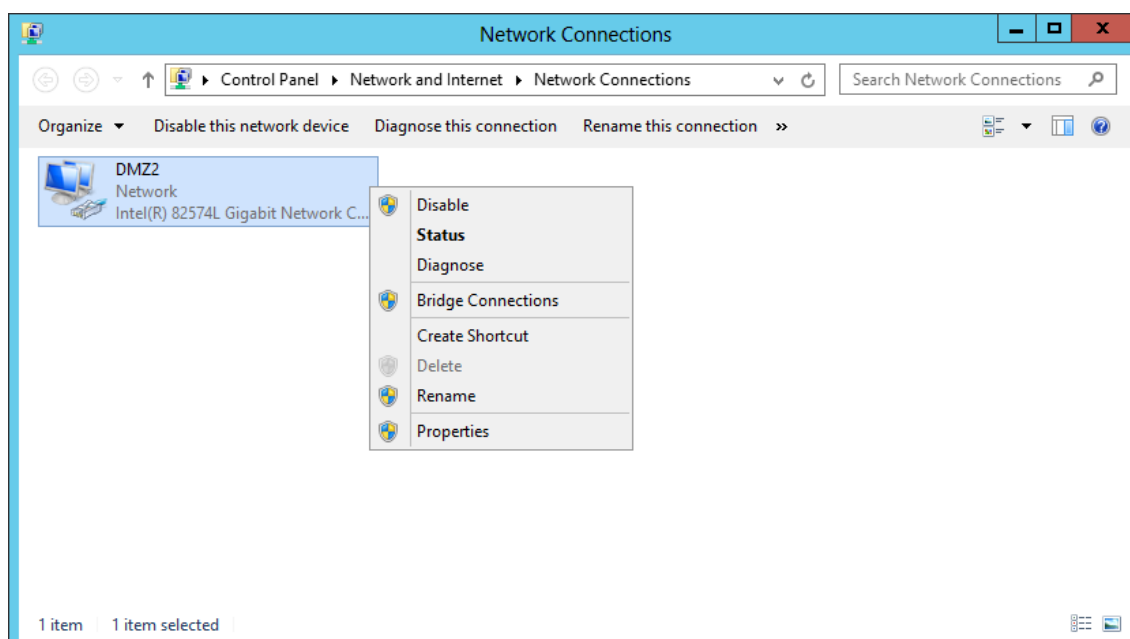 Network Connections
Control Panel Network and Internet Network Connections
Search Network Connections
Organize Disable this network device Diagnose this connection Rename this connection »
DMZ2
Network
Intel(R) 82574L Gigabit Network C...
Disable
Status
Diagnose
Bridge Connections
Create Shortcut
Delete
Rename
Properties
1 item 1 item selected